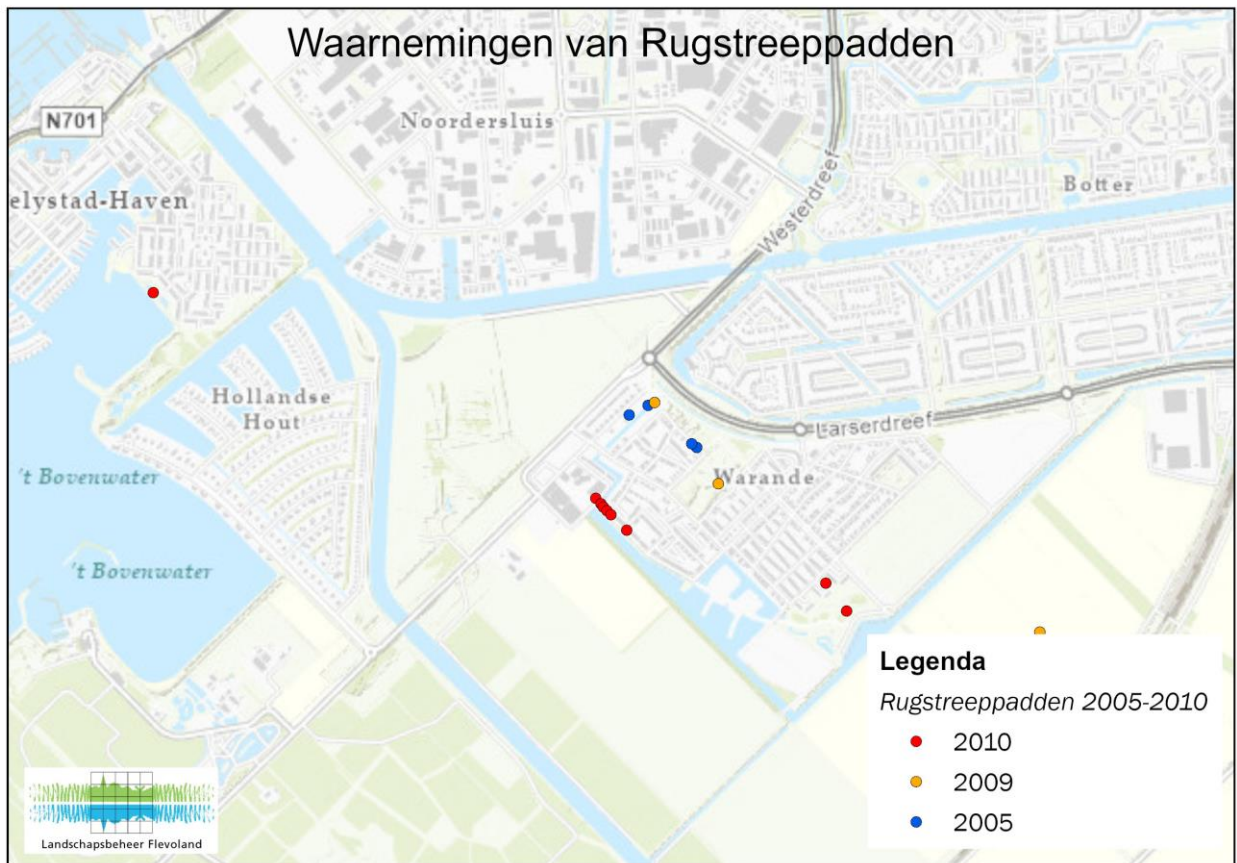 Waarnemingen van Rugstreeppadden
N701
Noordersluis
Westerdreef
Botter
elystad-Haven
Hollandse
Hout
Larserdreef
't Bovenwater
Warande
't Bovenwater
Legenda
Rugstreeppadden 2005-2010
2010
2009
2005
Landschapsbeheer Flevoland